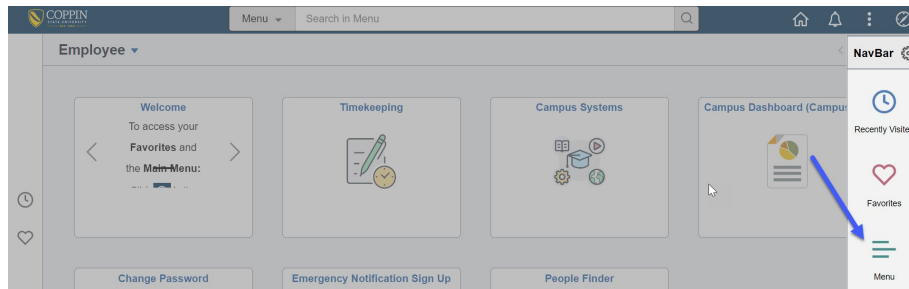 COPPIN
STATE UNIVERSITY
Menu
Search in Menu
Employee
NavBar
Welcome
To access your
Favorites and
the Main Menu:
Timekeeping
Campus Systems
Campus Dashboard (Campu
Recently Visite
Favorites
Menu
Change Password
Emergency Notification Sign Up
People Finder